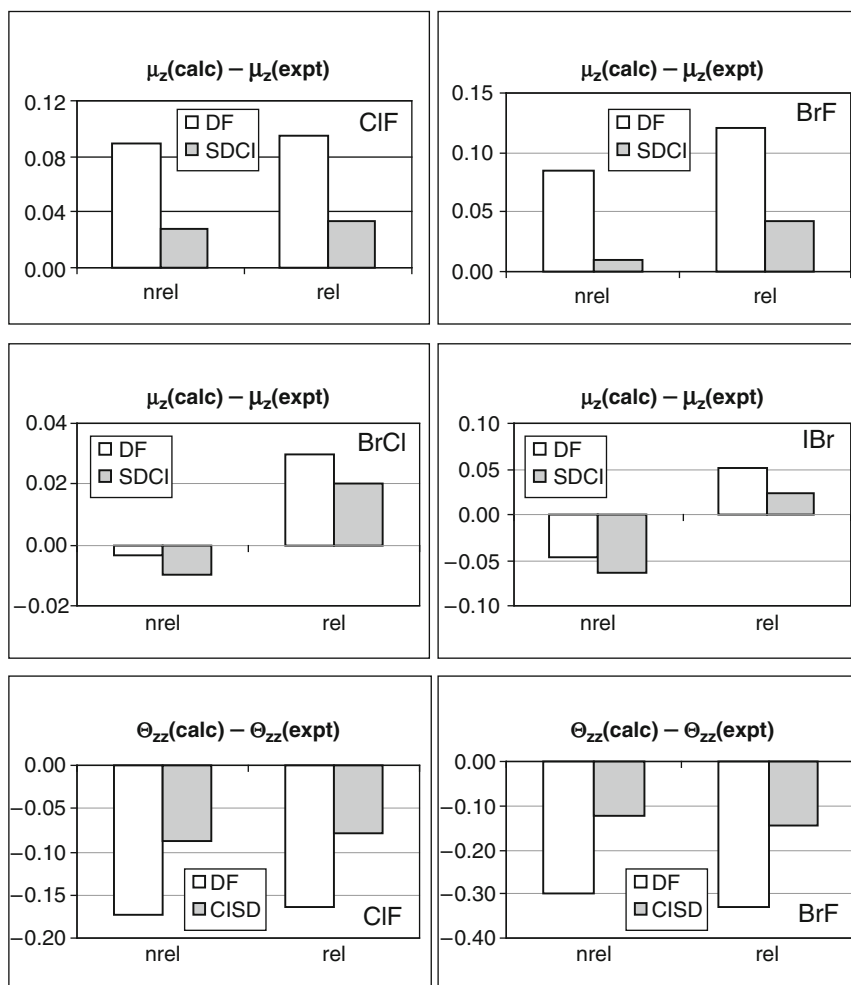 μz(calc) – μz(expt)
0.12
0.08
0.04
0.00
DF
SDCI
ClF
nrel
rel
μz(calc) – μz(expt)
0.15
0.10
0.05
0.00
DF
SDCI
BrF
nrel
rel
μz(calc) – μz(expt)
0.04
0.02
0.00
−0.02
DF
SDCI
BrCl
nrel
rel
μz(calc) – μz(expt)
0.10
0.05
0.00
−0.05
−0.10
DF
SDCI
IBr
nrel
rel
Θzz(calc) – Θzz(expt)
0.00
−0.05
−0.10
−0.15
−0.20
DF
CISD
ClF
nrel
rel
Θzz(calc) – Θzz(expt)
0.00
−0.10
−0.20
−0.30
−0.40
DF
CISD
BrF
nrel
rel